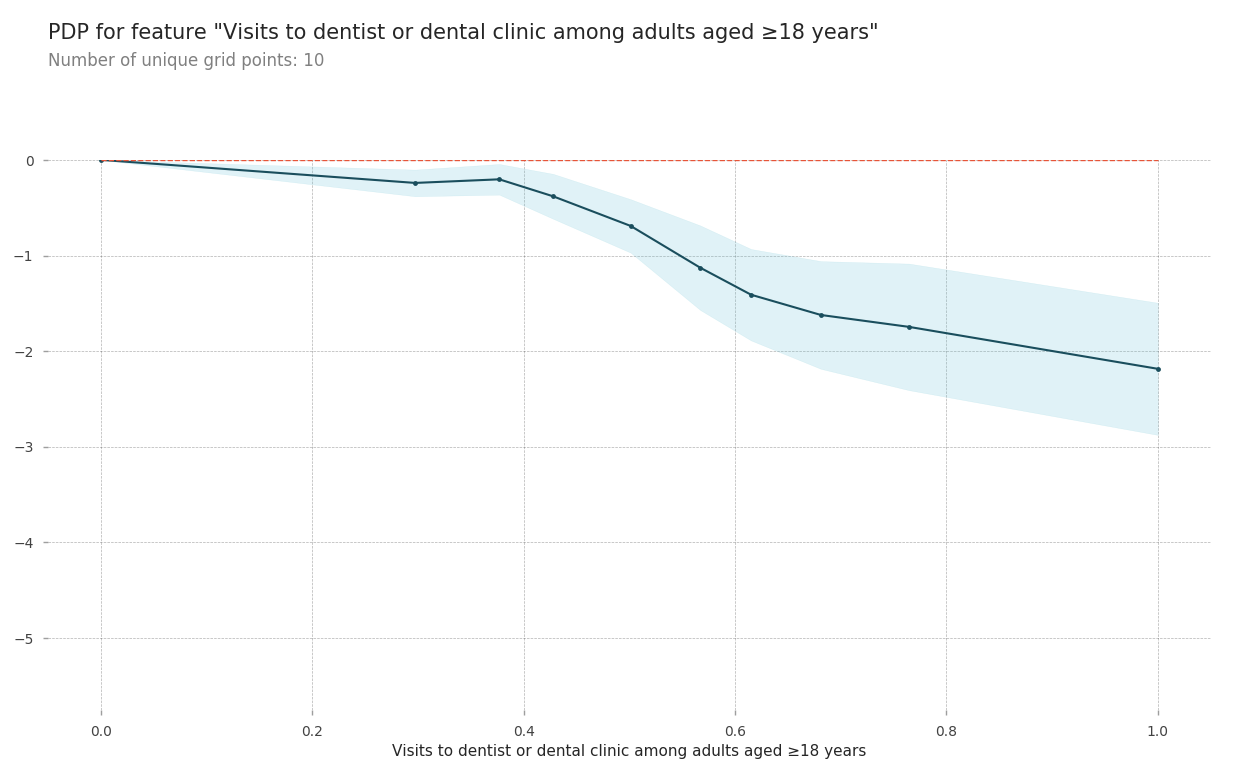 PDP for feature "Visits to dentist or dental clinic among adults aged ≥18 years"
Number of unique grid points: 10
0
−1
−2
−3
−4
−5
0.0 0.2 0.4 0.6 0.8 1.0
Visits to dentist or dental clinic among adults aged ≥18 years